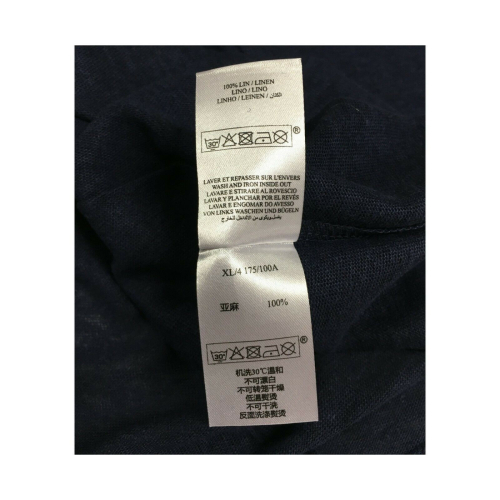 100% LIN / LINEN
LINO / LINO
LINHO / LEINEN / الكتان
30° ®
LAVER ET REPASSER SUR L'ENVERS
WASH AND IRON INSIDE OUT
LAVARE E STIRARE AL ROVESCIO
LAVAR Y PLANCHAR POR EL REVÉS
LAVAR E ENGOMAR DO AVESSO
VON LINKS WASCHEN UND BÜGELN
XL/4 175/100A
亚麻 100%
30° ®
机洗30℃温和
不可漂白
不可转笼干燥
低温熨烫
不可干洗
反面洗涤熨烫